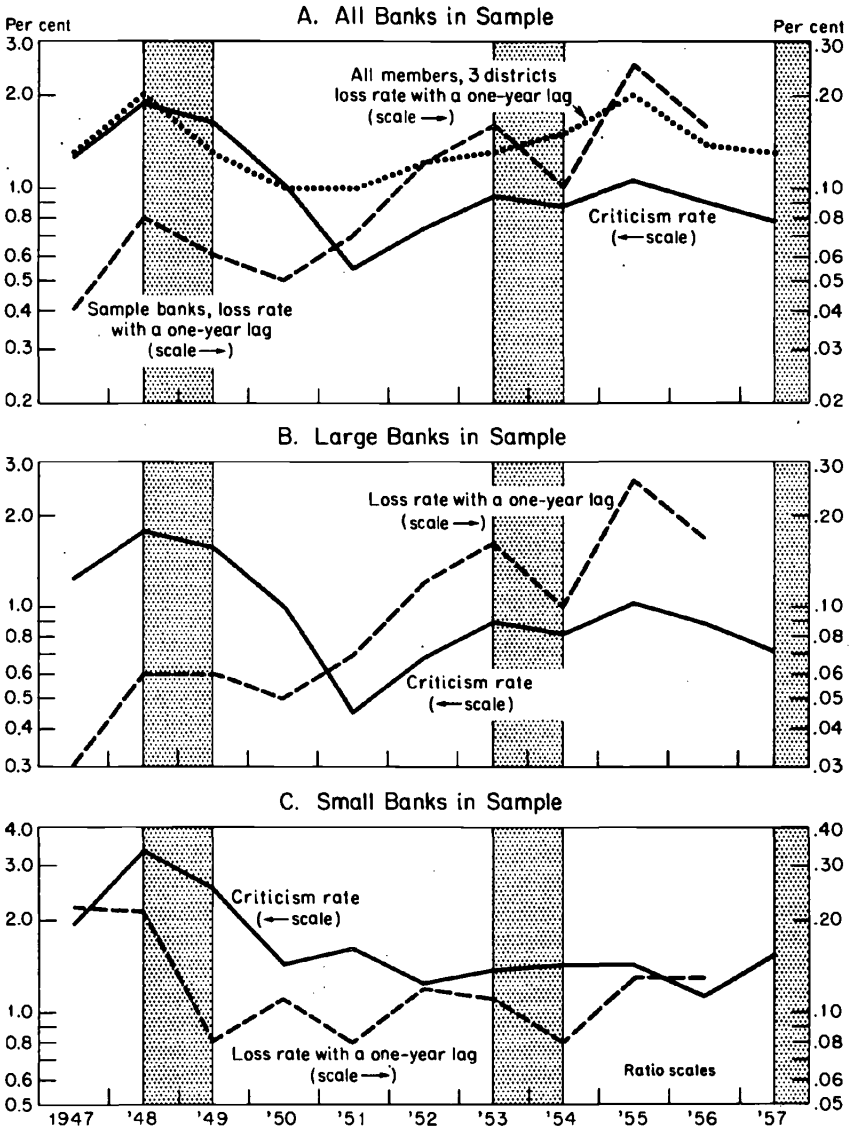 A. All Banks in Sample
Per cent
Per cent
3.0
2.0
1.0
0.8
0.6
0.5
0.4
0.3
0.2
.30
.20
.10
.08
.06
.05
.04
.03
.02
All members, 3 districts
loss rate with a one-year lag
(scale →)
Criticism rate
(← scale)
Sample banks, loss rate
with a one-year lag
(scale →)
B. Large Banks in Sample
3.0
2.0
1.0
0.8
0.6
0.5
0.4
0.3
.30
.20
.10
.08
.06
.05
.04
.03
Loss rate with a one-year lag
(scale →)
Criticism rate
(← scale)
C. Small Banks in Sample
4.0
3.0
2.0
1.0
0.8
0.6
0.5
.40
.30
.20
.10
.08
.06
.05
Criticism rate
(← scale)
Loss rate with a one-year lag
(scale →)
Ratio scales
1947 '48 '49 '50 '51 '52 '53 '54 '55 '56 '57